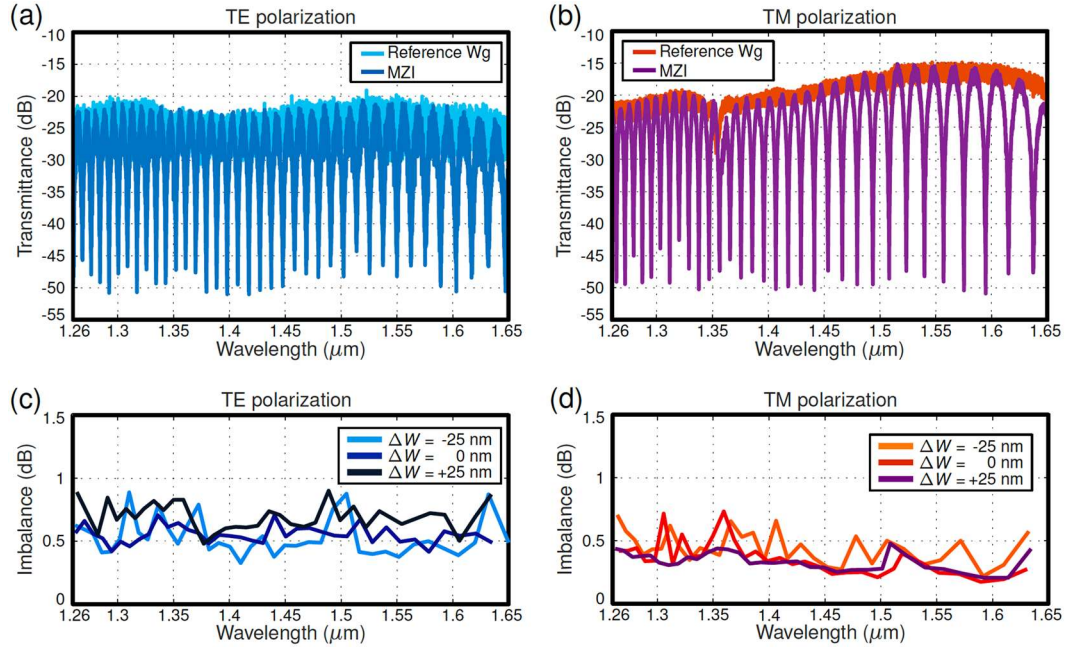 (a)
TE polarization
Transmittance (dB)
-10
-15
-20
-25
-30
-35
-40
-45
-50
-55
Reference Wg
MZI
1.26 1.3 1.35 1.4 1.45 1.5 1.55 1.6 1.65
Wavelength (μm)
(b)
TM polarization
Transmittance (dB)
-10
-15
-20
-25
-30
-35
-40
-45
-50
-55
Reference Wg
MZI
1.26 1.3 1.35 1.4 1.45 1.5 1.55 1.6 1.65
Wavelength (μm)
(c)
TE polarization
Imbalance (dB)
1.5
1
0.5
0
ΔW = -25 nm
ΔW = 0 nm
ΔW = +25 nm
1.26 1.3 1.35 1.4 1.45 1.5 1.55 1.6 1.65
Wavelength (μm)
(d)
TM polarization
Imbalance (dB)
1.5
1
0.5
0
ΔW = -25 nm
ΔW = 0 nm
ΔW = +25 nm
1.26 1.3 1.35 1.4 1.45 1.5 1.55 1.6 1.65
Wavelength (μm)